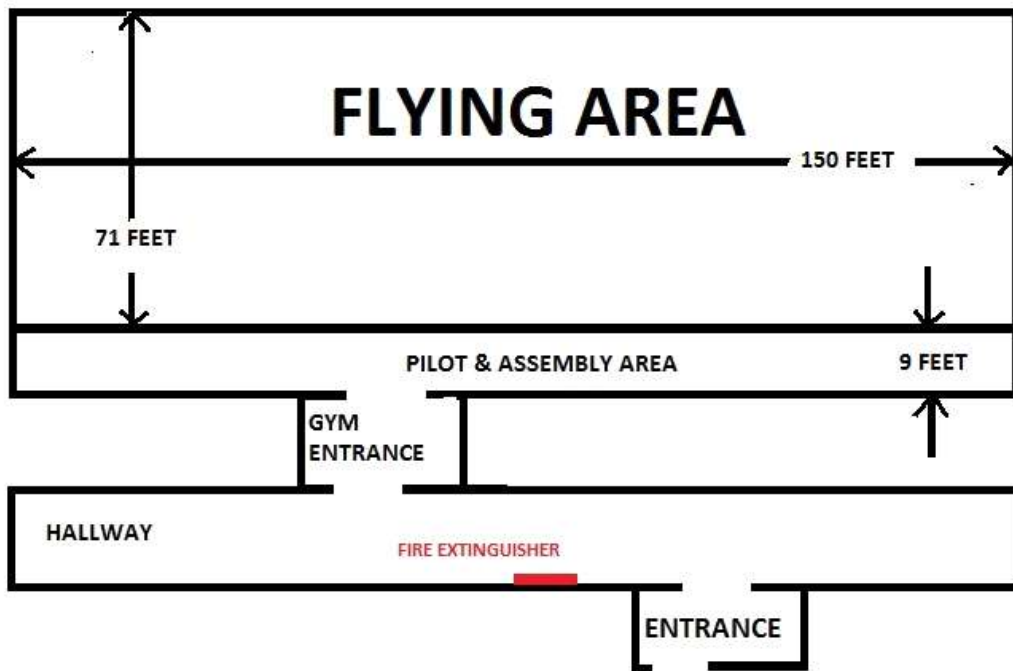 FLYING AREA
150 FEET
71 FEET
PILOT & ASSEMBLY AREA
9 FEET
GYM
ENTRANCE
HALLWAY
FIRE EXTINGUISHER
ENTRANCE